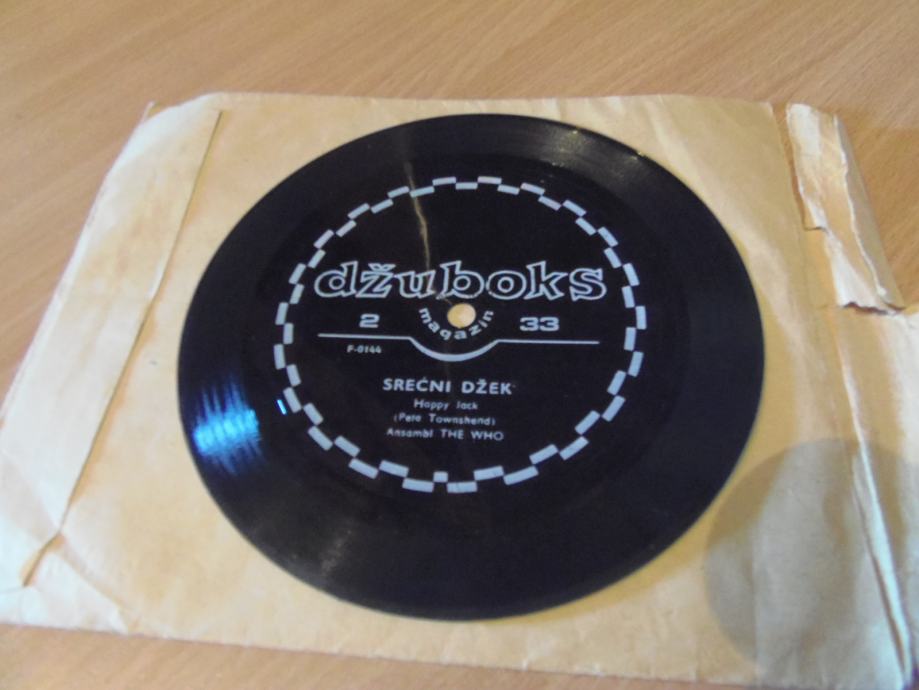 džuboks
magazin
2
33
F-0144
SREĆNI DŽEK
Happy Jack
(Pete Townshend)
Ansambl THE WHO